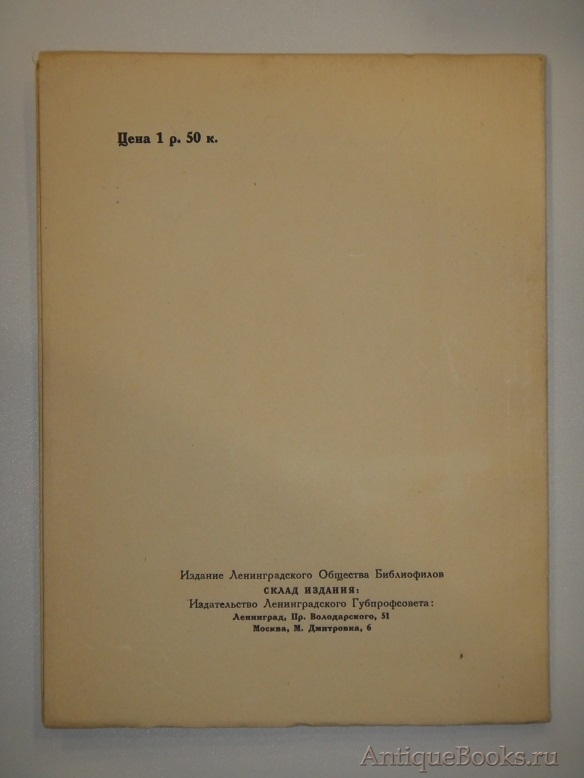 Цена 1 р. 50 к.
Издание Ленинградского Общества Библиофилов
СКЛАД ИЗДАНИЯ:
Издательство Ленинградского Губпрофсовета:
Ленинград, Пр. Володарского, 51
Москва, М. Дмитровка, 6
AntiqueBooks.ru